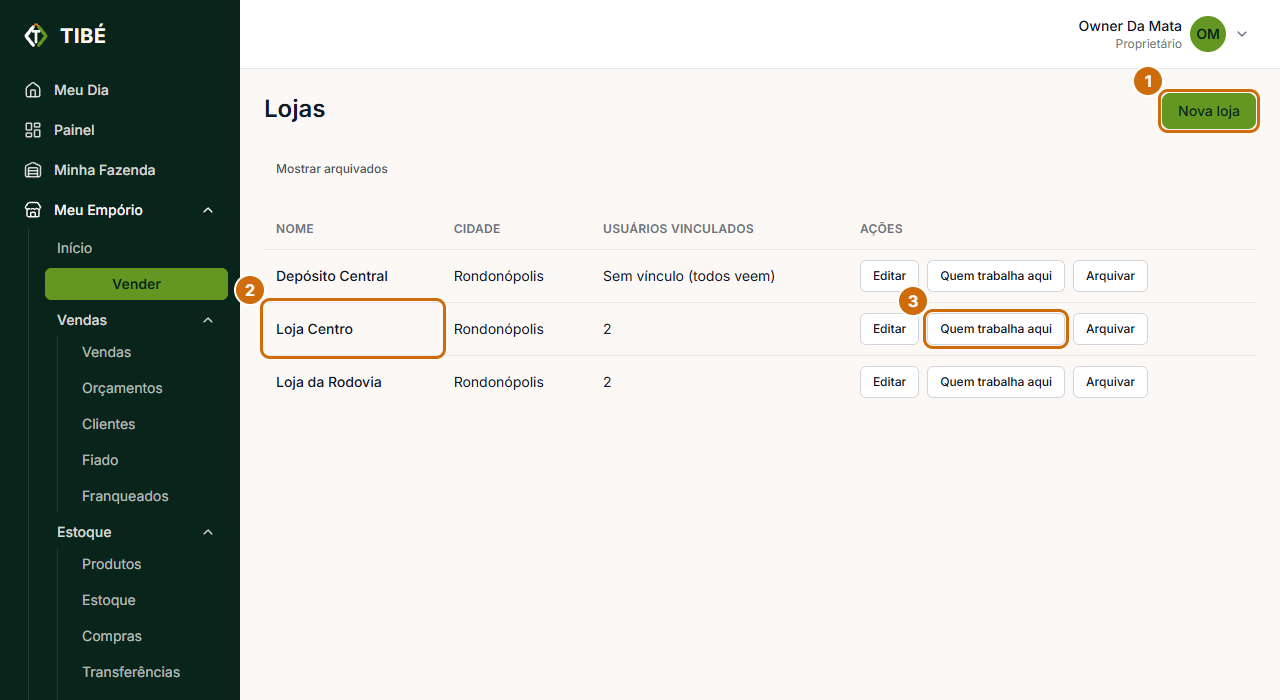 TIBÉ
Meu Dia
Painel
Minha Fazenda
Meu Empório
Início
Vender
Vendas
Vendas
Orçamentos
Clientes
Fiado
Franqueados
Estoque
Produtos
Estoque
Compras
Transferências
Owner Da Mata
Proprietário
OM
1
Lojas
Nova loja
Mostrar arquivados
NOME CIDADE USUÁRIOS VINCULADOS AÇÕES
Depósito Central Rondonópolis Sem vínculo (todos veem) Editar Quem trabalha aqui Arquivar
2
3
Loja Centro Rondonópolis 2 Editar Quem trabalha aqui Arquivar
Loja da Rodovia Rondonópolis 2 Editar Quem trabalha aqui Arquivar